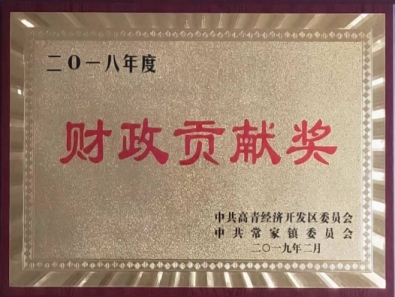 二〇一八年度
财政贡献奖
中共高青经济开发区委员会
中共常家镇委员会
二〇一九年二月